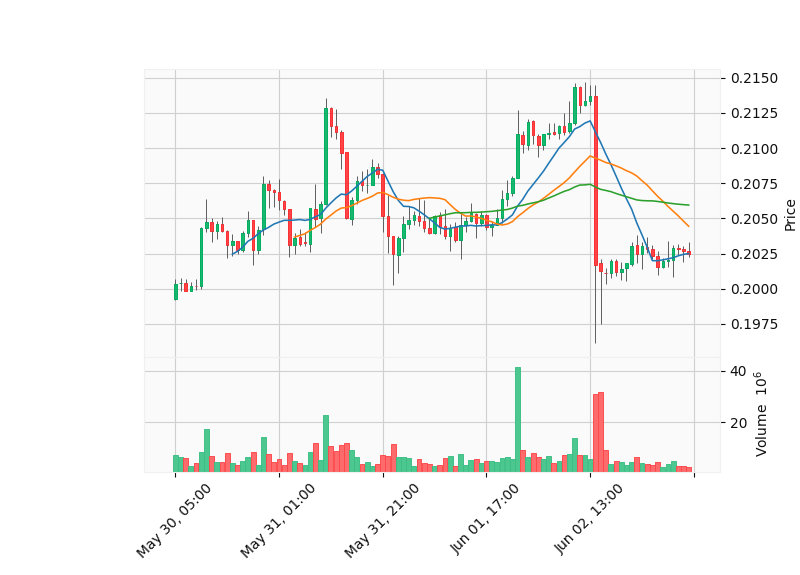 0.2150
0.2125
0.2100
0.2075
0.2050
0.2025
0.2000
0.1975
Price
40
20
Volume 10^6
May 30, 05:00
May 31, 01:00
May 31, 21:00
Jun 01, 17:00
Jun 02, 13:00